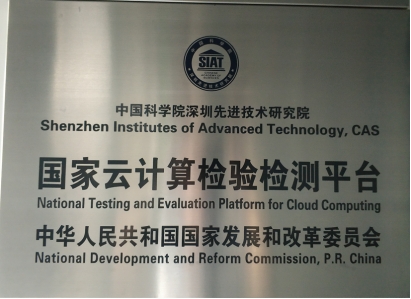 SIAT
中国科学院深圳先进技术研究院
Shenzhen Institutes of Advanced Technology, CAS
国家云计算检验检测平台
National Testing and Evaluation Platform for Cloud Computing
中华人民共和国国家发展和改革委员会
National Development and Reform Commission, P.R. China